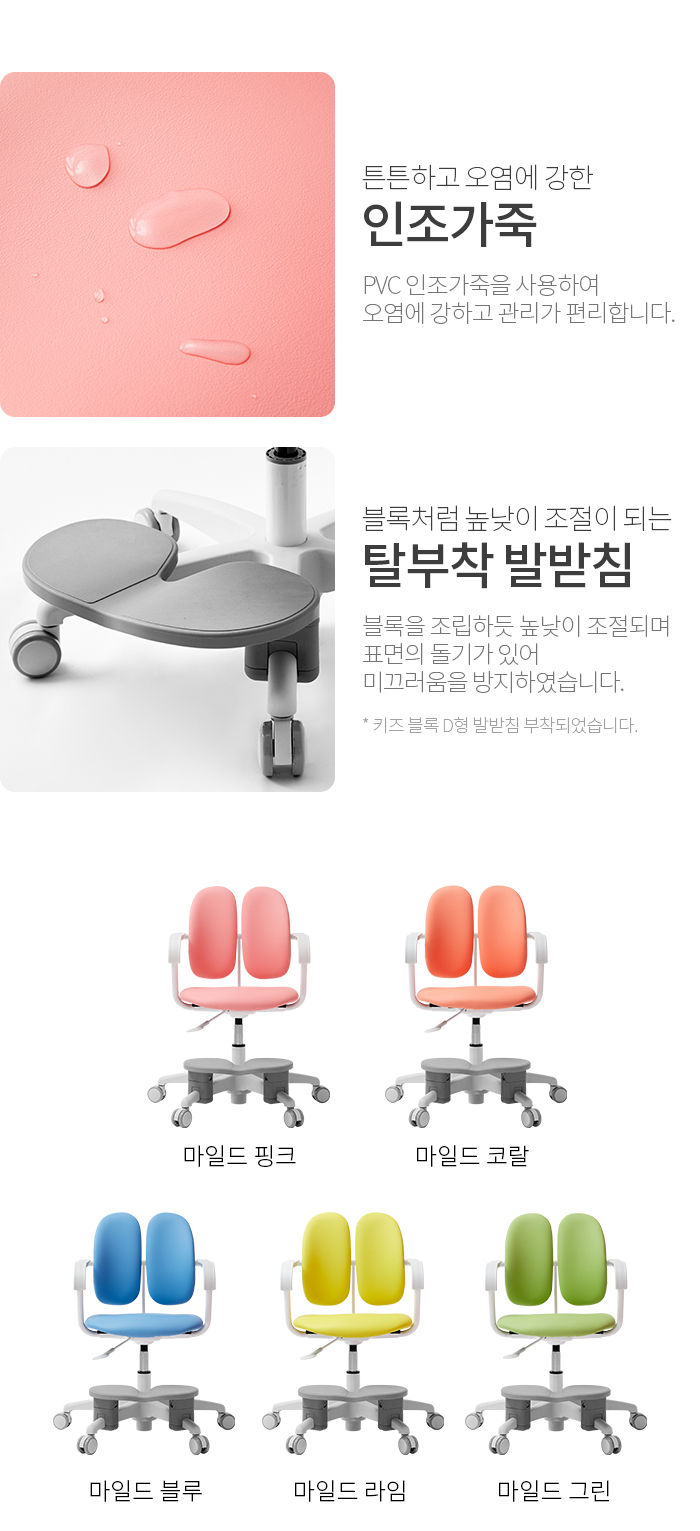 튼튼하고 오염에 강한
인조가죽
PVC 인조가죽을 사용하여
오염에 강하고 관리가 편리합니다.
블록처럼 높낮이 조절이 되는
탈부착 발받침
블록을 조립하듯 높낮이 조절되며
표면의 돌기가 있어
미끄러움을 방지하였습니다.
* 키즈 블록 D형 발받침 부착되었습니다.
마일드 핑크
마일드 코랄
마일드 블루
마일드 라임
마일드 그린